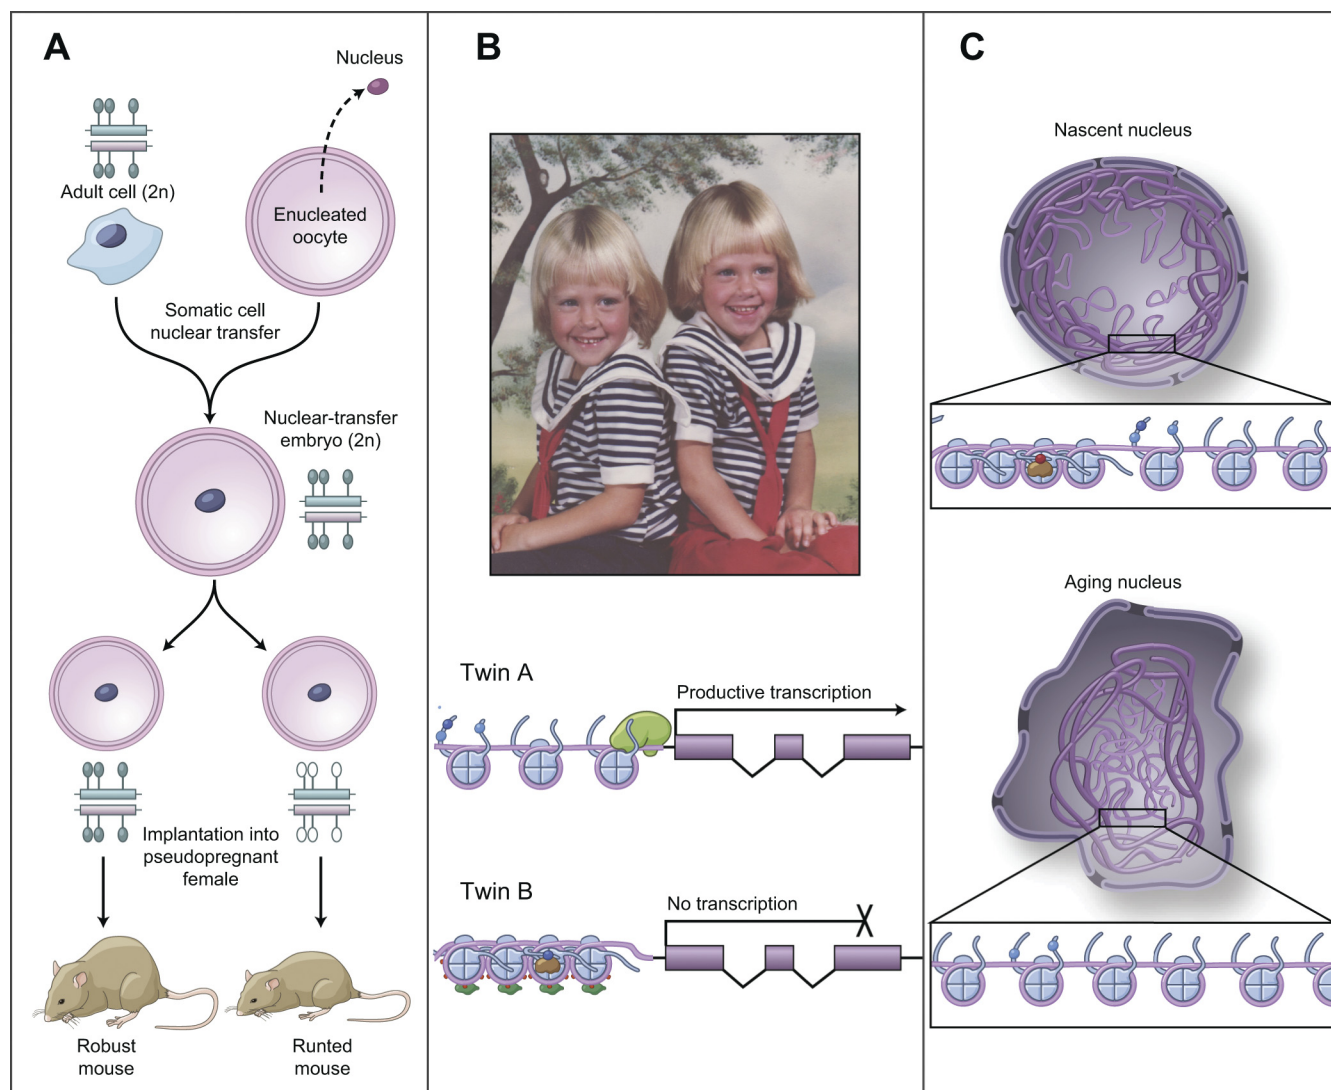 A
Nucleus
Adult cell (2n)
Enucleated
oocyte
Somatic cell
nuclear transfer
Nuclear-transfer
embryo (2n)
Implantation into
pseudopregnant
female
Robust
mouse
Runted
mouse
B
Twin A
Productive transcription
Twin B
No transcription
X
C
Nascent nucleus
Aging nucleus